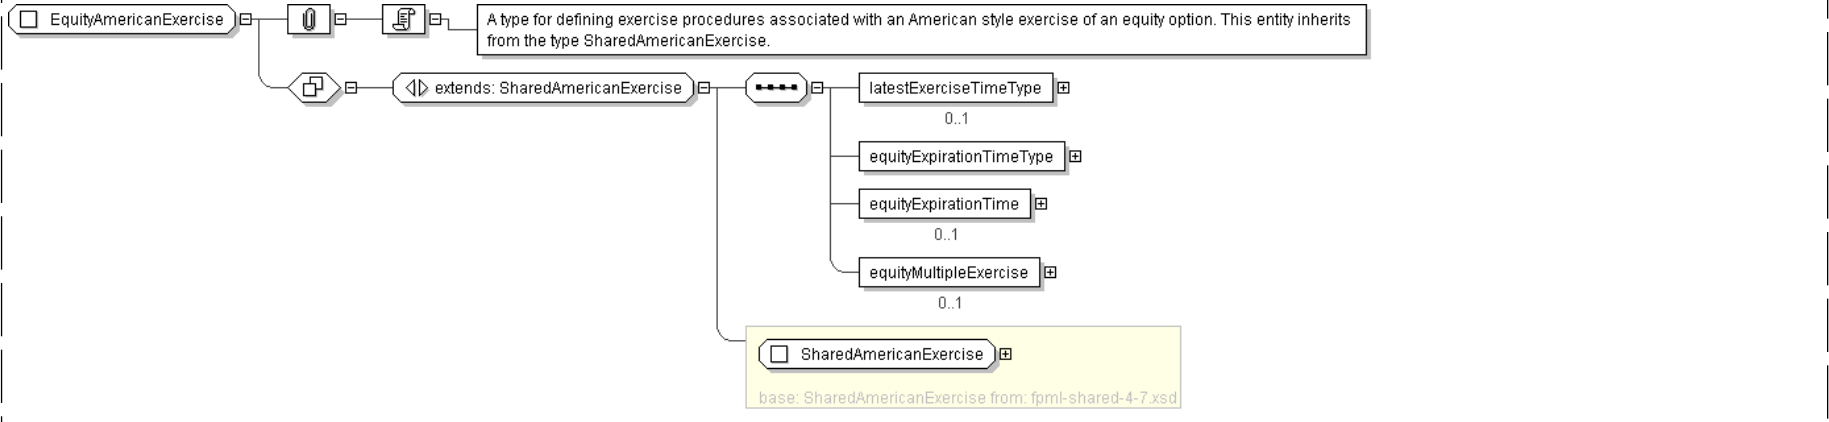 EquityAmericanExercise
A type for defining exercise procedures associated with an American style exercise of an equity option. This entity inherits
from the type SharedAmericanExercise.
extends: SharedAmericanExercise
latestExerciseTimeType
0..1
equityExpirationTimeType
equityExpirationTime
0..1
equityMultipleExercise
0..1
SharedAmericanExercise
base: SharedAmericanExercise from: fpml-shared-4-7.xsd